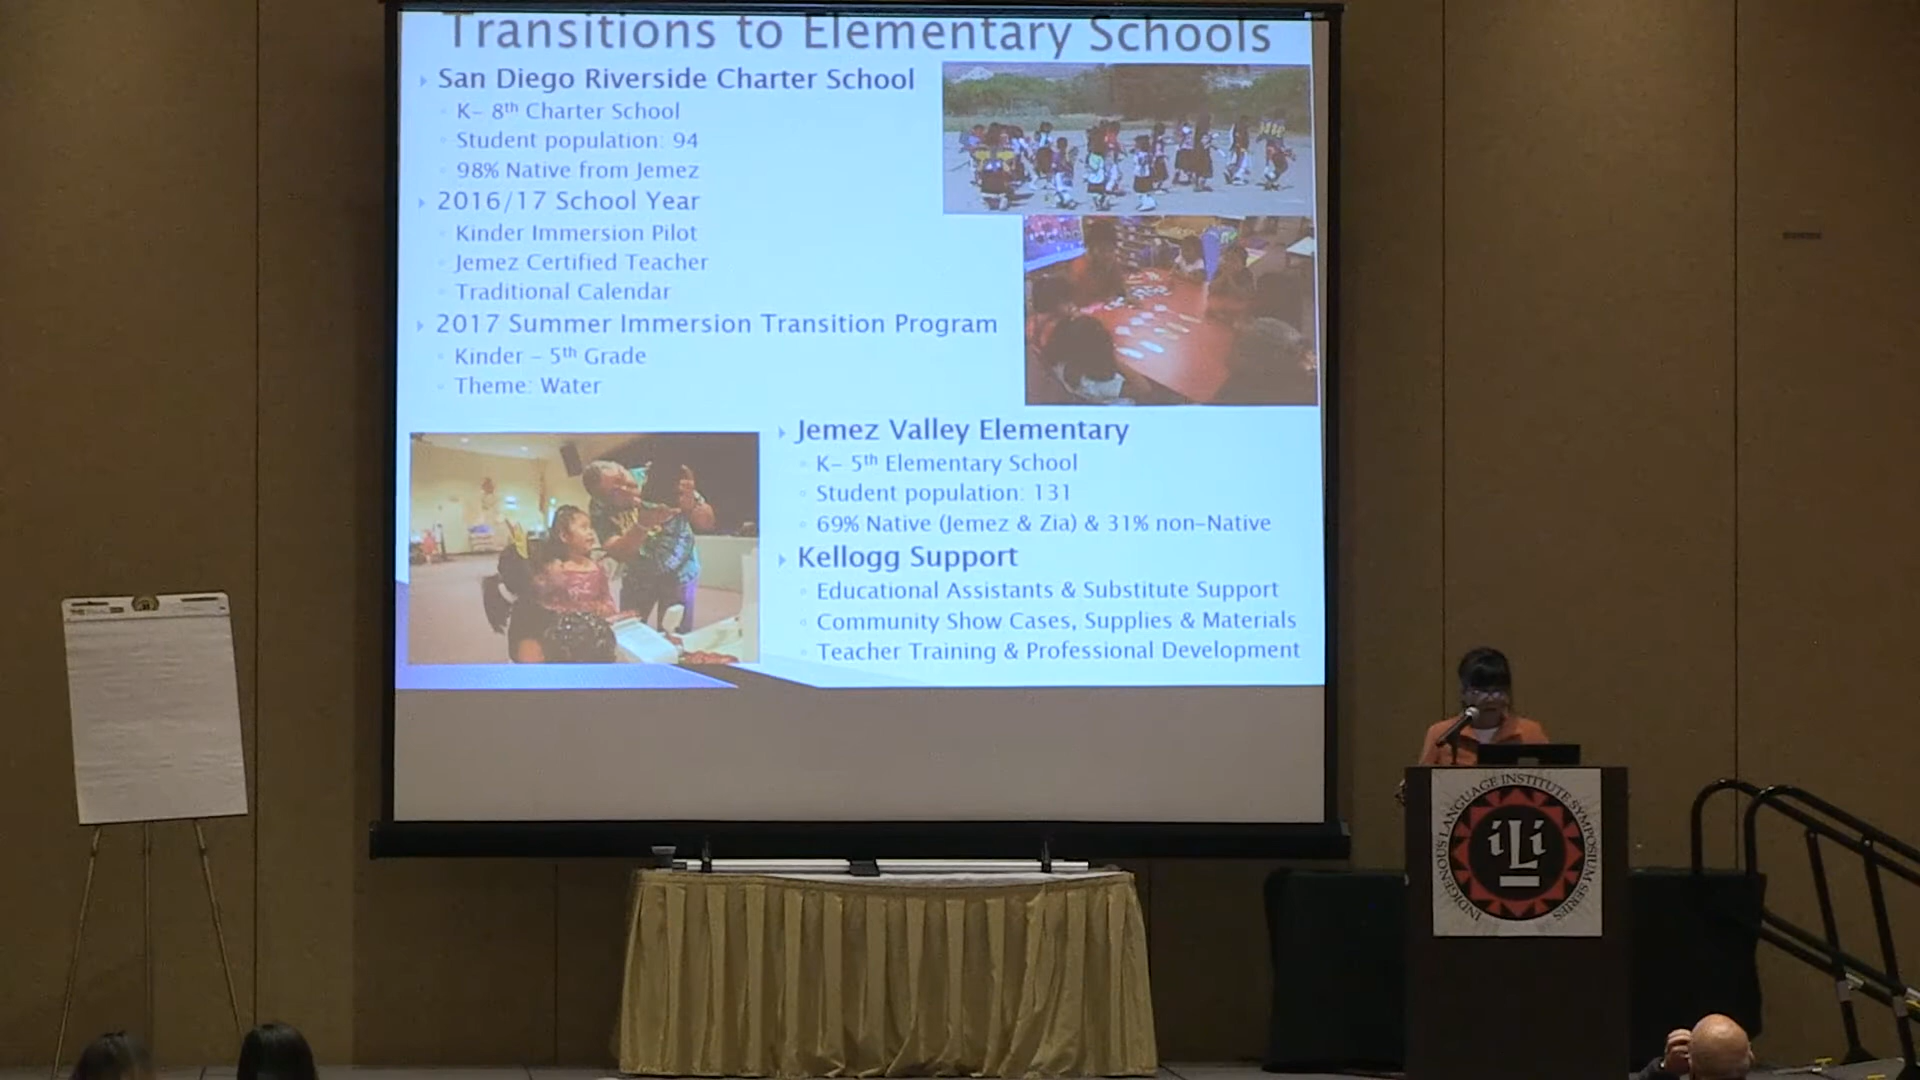 Transitions to Elementary Schools
San Diego Riverside Charter School
K– 8th Charter School
Student population: 94
98% Native from Jemez
2016/17 School Year
Kinder Immersion Pilot
Jemez Certified Teacher
Traditional Calendar
2017 Summer Immersion Transition Program
Kinder – 5th Grade
Theme: Water
Jemez Valley Elementary
K– 5th Elementary School
Student population: 131
69% Native (Jemez & Zia) & 31% non–Native
Kellogg Support
Educational Assistants & Substitute Support
Community Show Cases, Supplies & Materials
Teacher Training & Professional Development
INDIGENOUS LANGUAGE INSTITUTE SYMPOSIUM SERIES
iLi